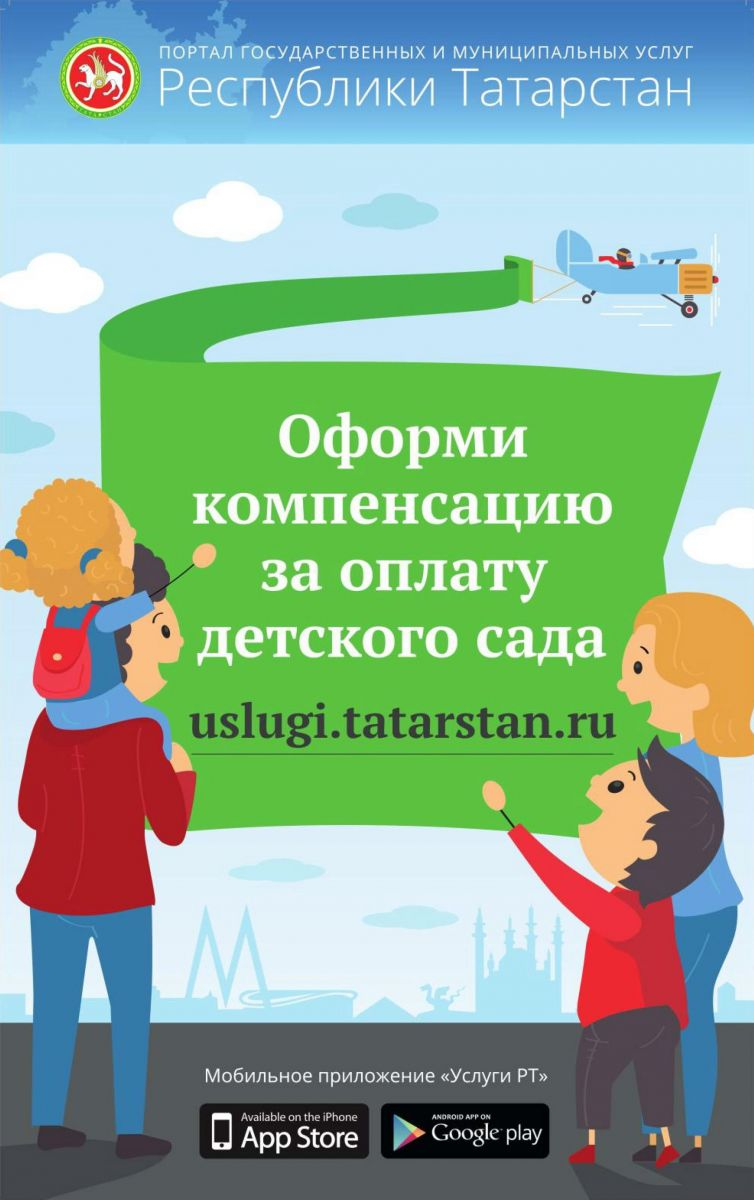 ПОРТАЛ ГОСУДАРСТВЕННЫХ И МУНИЦИПАЛЬНЫХ УСЛУГ
Республики Татарстан
ТАТАРСТАН
Оформи
компенсацию
за оплату
детского сада
uslugi.tatarstan.ru
Мобильное приложение «Услуги РТ»
Available on the iPhone
App Store
ANDROID APP ON
Google play